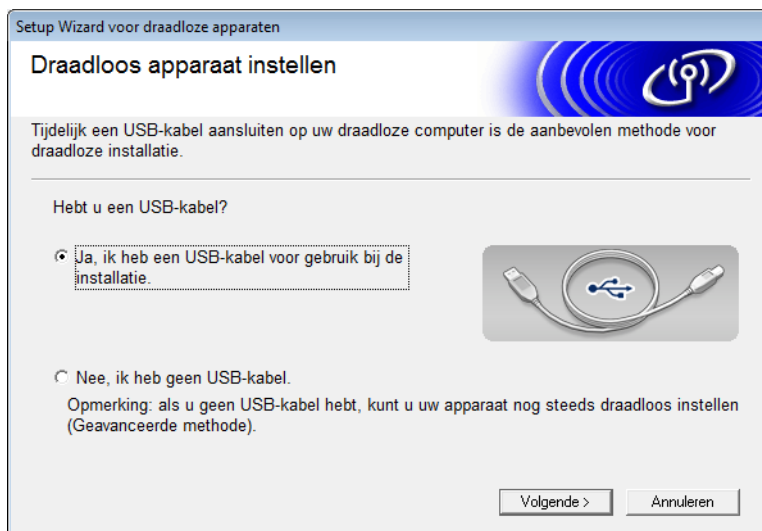 Setup Wizard voor draadloze apparaten
Draadloos apparaat instellen
Tijdelijk een USB-kabel aansluiten op uw draadloze computer is de aanbevolen methode voor
draadloze installatie.
Hebt u een USB-kabel?
Ja, ik heb een USB-kabel voor gebruik bij de
installatie.
Nee, ik heb geen USB-kabel.
Opmerking: als u geen USB-kabel hebt, kunt u uw apparaat nog steeds draadloos instellen
(Geavanceerde methode).
Volgende >
Annuleren